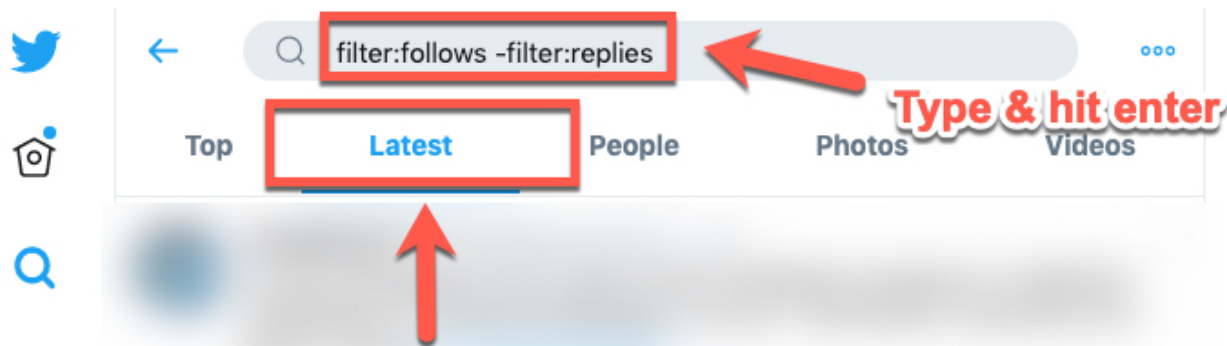 filter:follows -filter:replies
Type & hit enter
Top Latest People Photos Videos